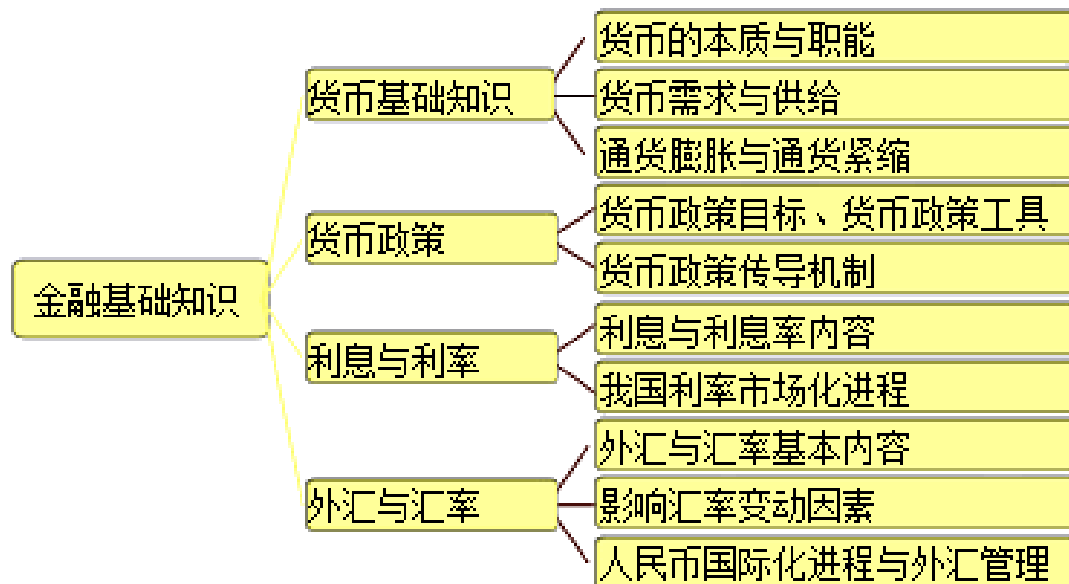 金融基础知识
货币基础知识
货币的本质与职能
货币需求与供给
通货膨胀与通货紧缩
货币政策
货币政策目标、货币政策工具
货币政策传导机制
利息与利率
利息与利息率内容
我国利率市场化进程
外汇与汇率
外汇与汇率基本内容
影响汇率变动因素
人民币国际化进程与外汇管理